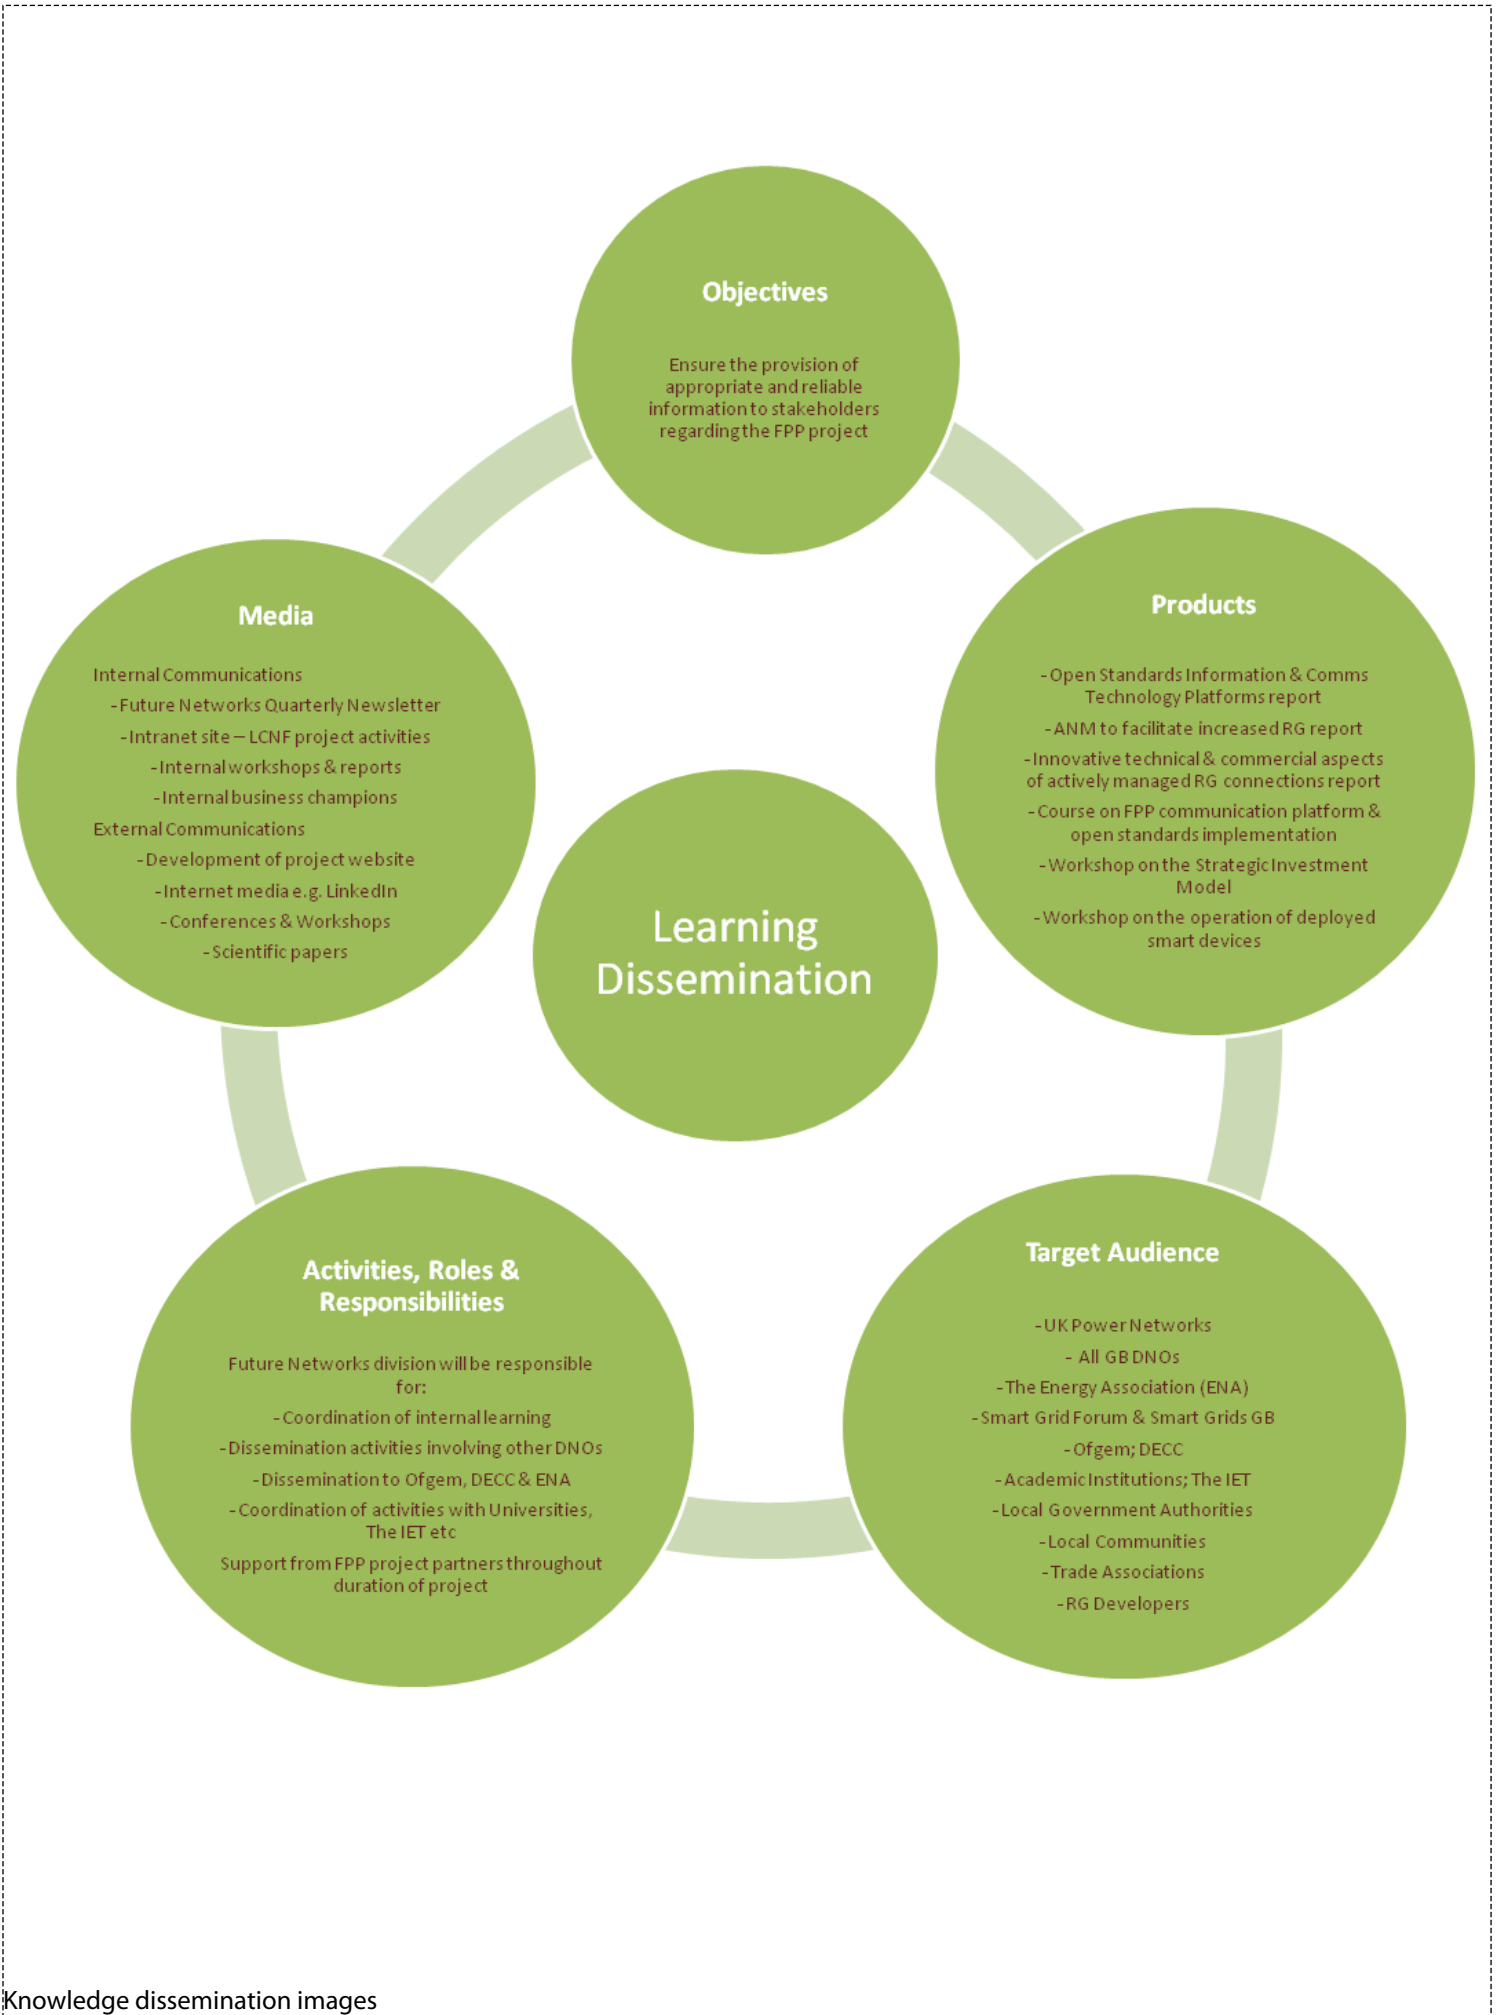 Objectives
Ensure the provision of
appropriate and reliable
information to stakeholders
regarding the FPP project
Products
-Open Standards Information & Comms
Technology Platforms report
-ANM to facilitate increased RG report
-Innovative technical & commercial aspects
of actively managed RG connections report
-Course on FPP communication platform &
open standards implementation
-Workshop on the Strategic Investment
Model
-Workshop on the operation of deployed
smart devices
Target Audience
-UK Power Networks
- All GB DNOs
-The Energy Association (ENA)
-Smart Grid Forum & Smart Grids GB
-Ofgem; DECC
-Academic Institutions; The IET
-Local Government Authorities
-Local Communities
-Trade Associations
-RG Developers
Activities, Roles &
Responsibilities
Future Networks division will be responsible
for:
-Coordination of internal learning
-Dissemination activities involving other DNOs
-Dissemination to Ofgem, DECC & ENA
-Coordination of activities with Universities,
The IET etc
Support from FPP project partners throughout
duration of project
Media
Internal Communications
-Future Networks Quarterly Newsletter
-Intranet site – LCNF project activities
-Internal workshops & reports
-Internal business champions
External Communications
-Development of project website
-Internet media e.g. LinkedIn
-Conferences & Workshops
-Scientific papers
Learning
Dissemination
Knowledge dissemination images